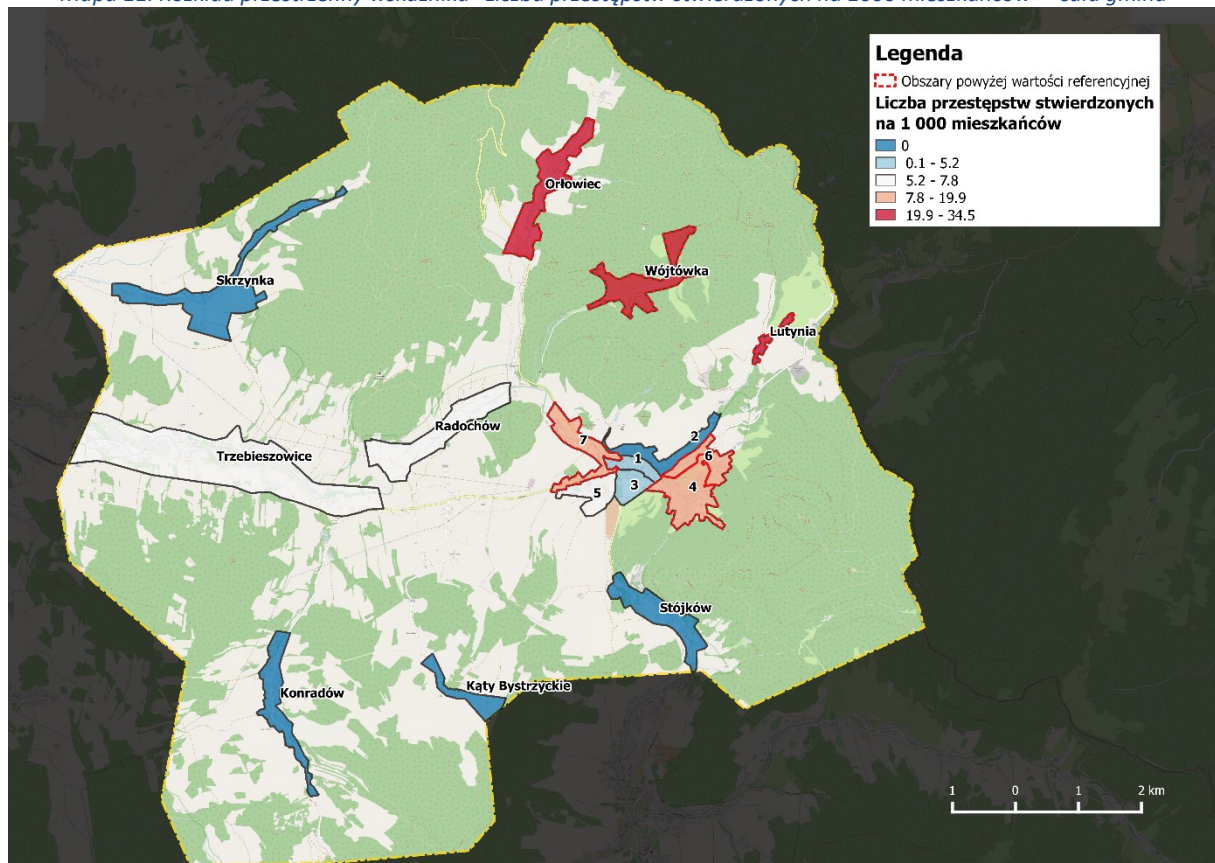 Legenda
Obszary powyżej wartości referencyjnej
Liczba przestępstw stwierdzonych
na 1 000 mieszkańców
0
0.1 - 5.2
5.2 - 7.8
7.8 - 19.9
19.9 - 34.5
Orłowiec
Wójtówka
Skrzynka
Lutynia
Radochów
Trzebieszowice
7
2
1
6
3
4
5
Stójków
Kąty Bystrzyckie
Konradów
1 0 1 2 km